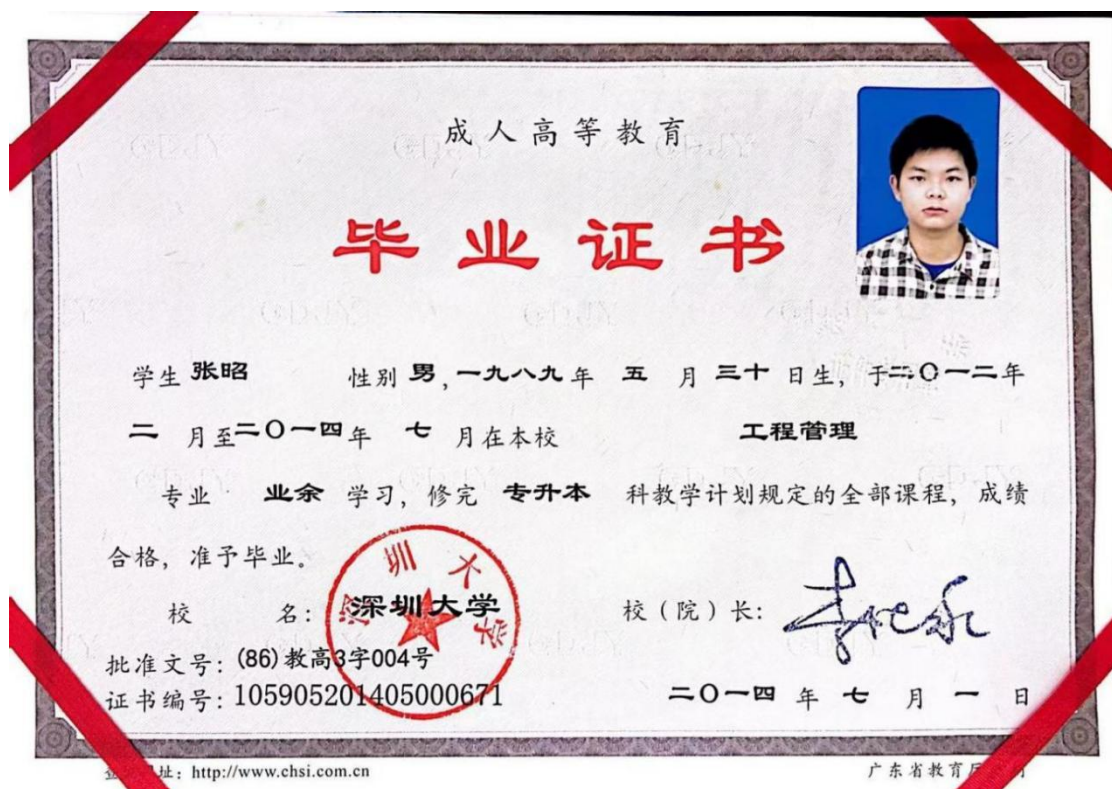 成人高等教育
毕业证书
学生 张昭 性别 男,一九八九年 五 月 三十 日生,于二〇一二年
二 月至二〇一四年 七 月在本校 工程管理
专业 业余 学习,修完 专升本 科教学计划规定的全部课程,成绩
合格,准予毕业。
深圳大学
校 名: 深圳大学 校(院)长:
批准文号: (86)教高3字004号
证书编号: 105905201405000671 二〇一四 年 七 月 一 日
址: http://www.chsi.com.cn 广东省教育